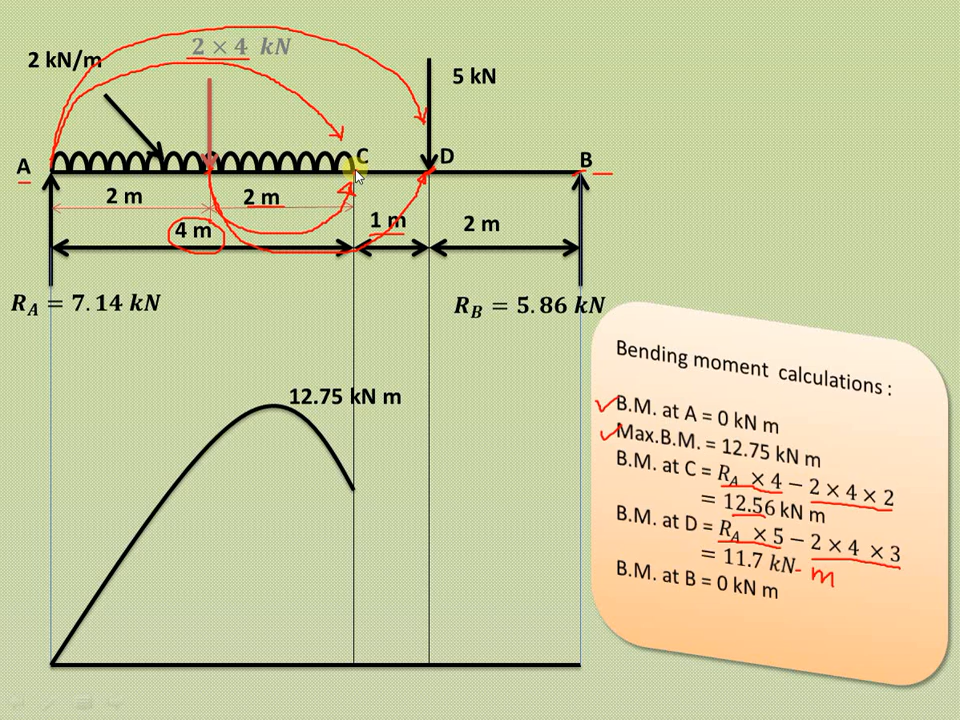 2 × 4 kN
2 kN/m
5 kN
A
C
D
B
2 m
2 m
4 m
1 m
2 m
R_A = 7.14 kN
R_B = 5.86 kN
12.75 kN m
Bending moment calculations :
B.M. at A = 0 kN m
Max.B.M. = 12.75 kN m
B.M. at C = R_A × 4 − 2 × 4 × 2
= 12.56 kN m
B.M. at D = R_A × 5 − 2 × 4 × 3
= 11.7 kN- m
B.M. at B = 0 kN m